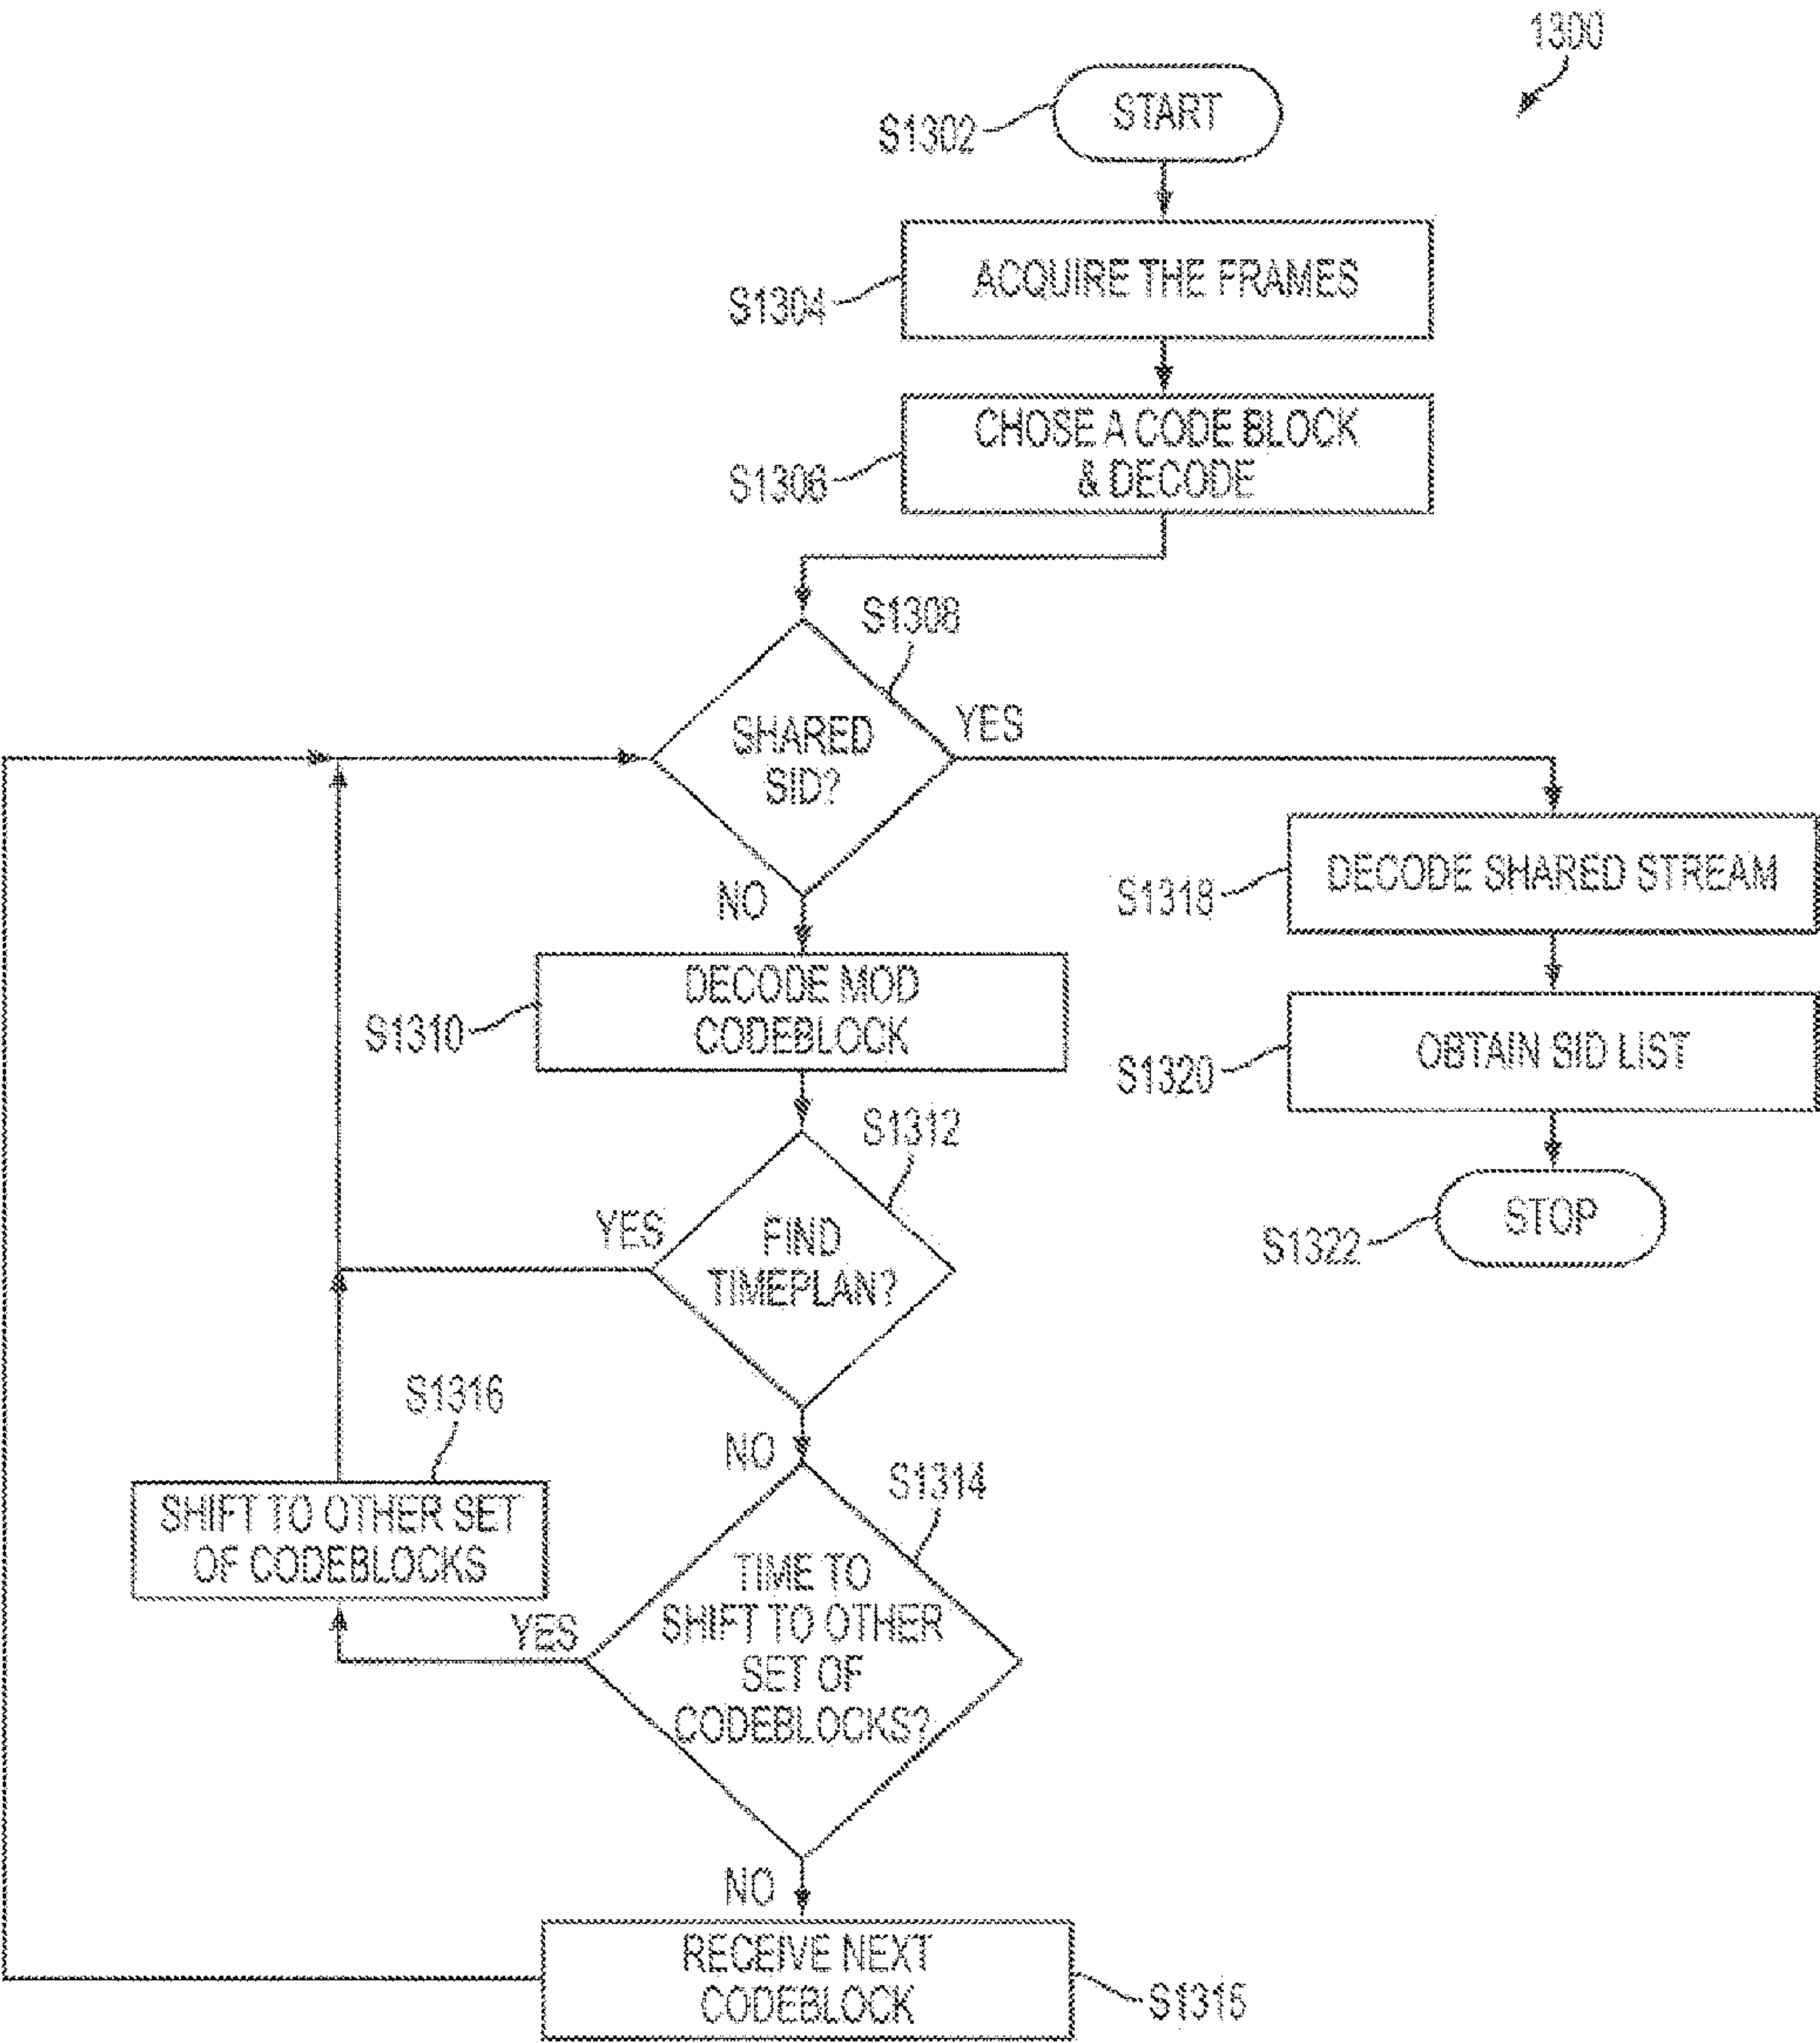 1300
START
S1302
ACQUIRE THE FRAMES
S1304
CHOSE A CODE BLOCK
& DECODE
S1306
S1308
SHARED
SID?
YES
NO
DECODE SHARED STREAM
S1318
DECODE MOD
CODEBLOCK
S1310
OBTAIN SID LIST
S1320
S1312
YES
FIND
TIMEPLAN?
STOP
S1322
NO
S1316
S1314
SHIFT TO OTHER SET
OF CODEBLOCKS
YES
TIME TO
SHIFT TO OTHER
SET OF
CODEBLOCKS?
NO
RECEIVE NEXT
CODEBLOCK
S1315